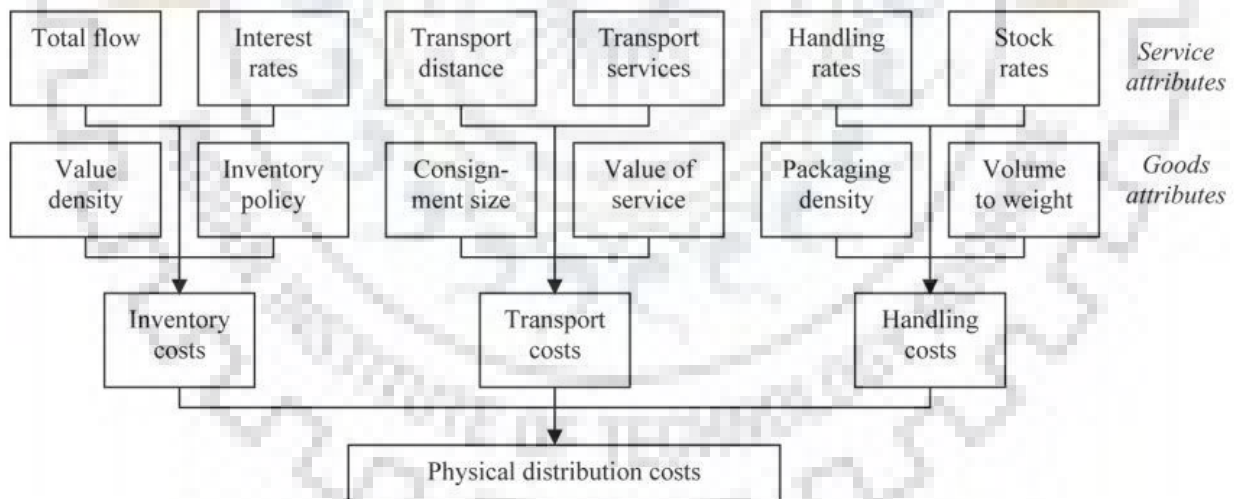 Total flow
Interest
rates
Transport
distance
Transport
services
Handling
rates
Stock
rates
Service
attributes
Value
density
Inventory
policy
Consign-
ment size
Value of
service
Packaging
density
Volume
to weight
Goods
attributes
Inventory
costs
Transport
costs
Handling
costs
Physical distribution costs